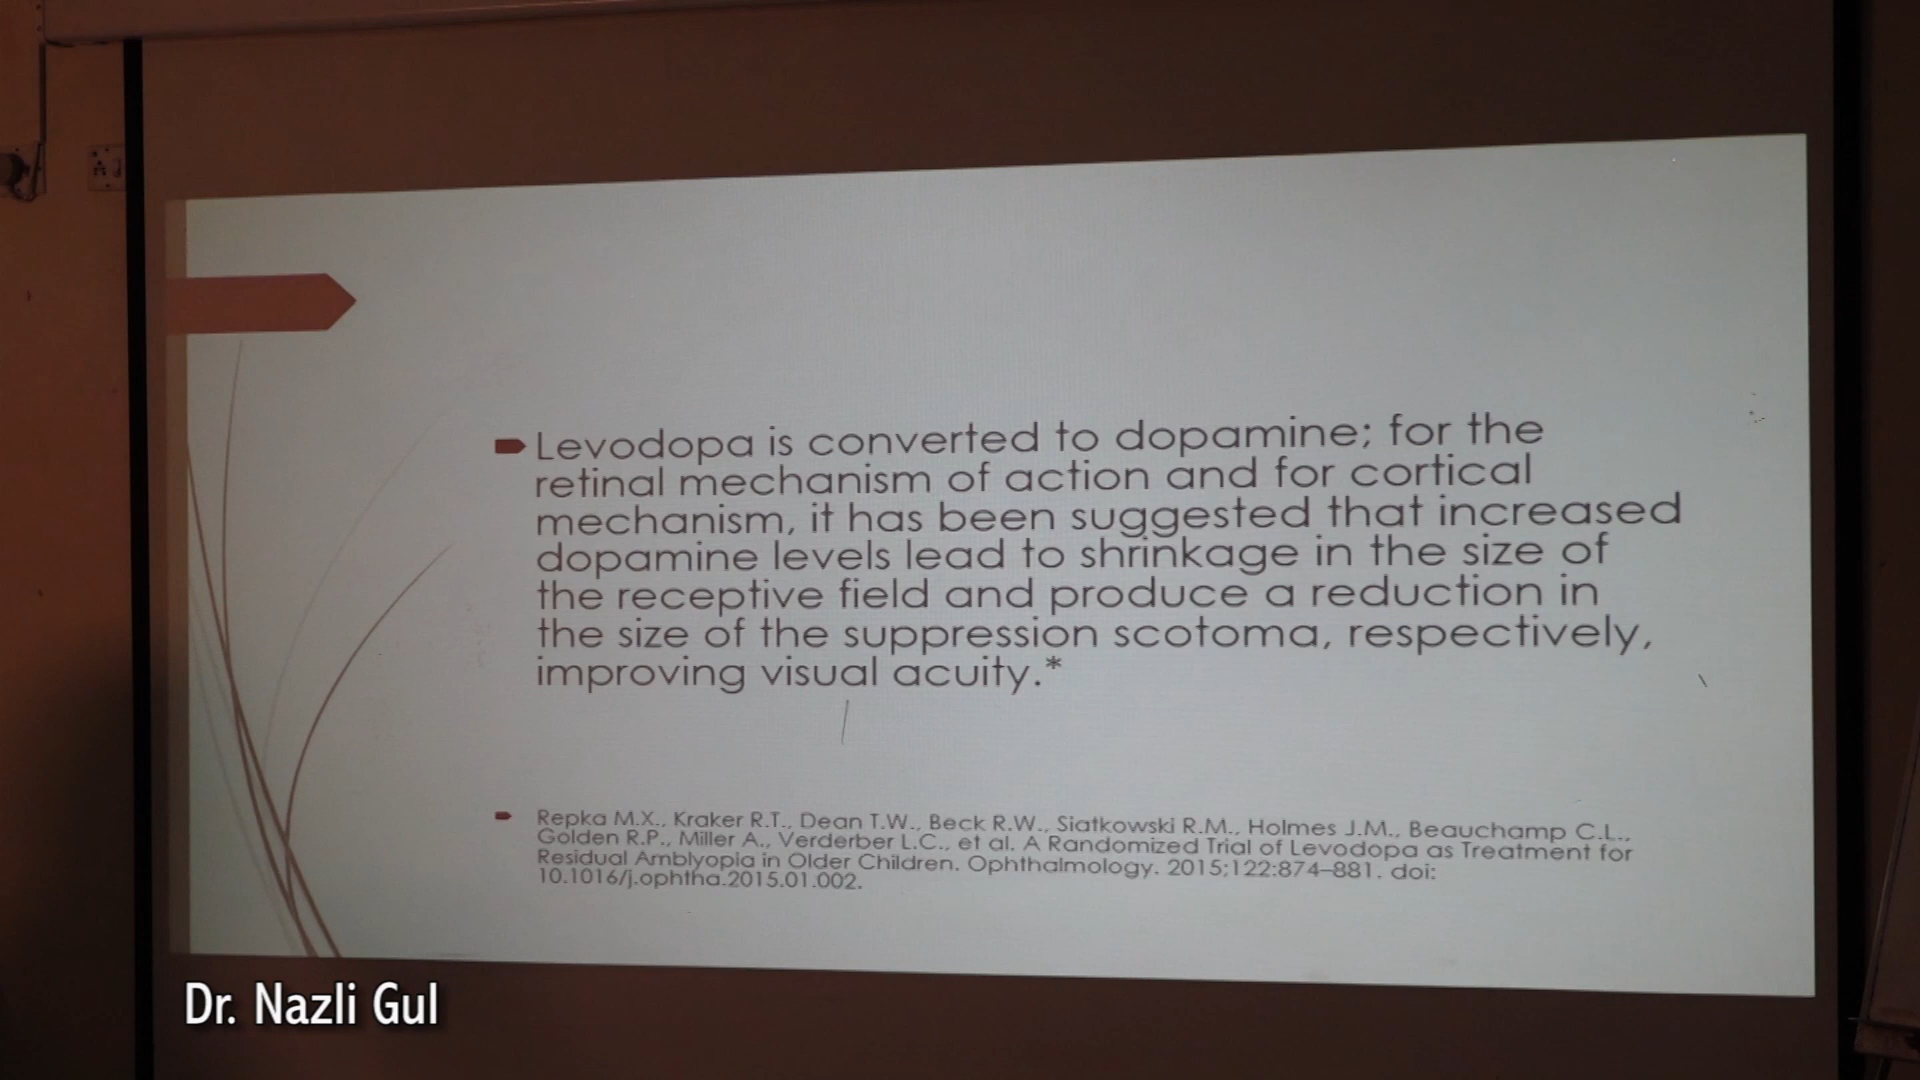 Levodopa is converted to dopamine; for the
retinal mechanism of action and for cortical
mechanism, it has been suggested that increased
dopamine levels lead to shrinkage in the size of
the receptive field and produce a reduction in
the size of the suppression scotoma, respectively,
improving visual acuity.*
Repka M.X., Kraker R.T., Dean T.W., Beck R.W., Siatkowski R.M., Holmes J.M., Beauchamp C.L.,
Golden R.P., Miller A., Verderber L.C., et al. A Randomized Trial of Levodopa as Treatment for
Residual Amblyopia in Older Children. Ophthalmology. 2015;122:874–881. doi:
10.1016/j.ophtha.2015.01.002.
Dr. Nazli Gul